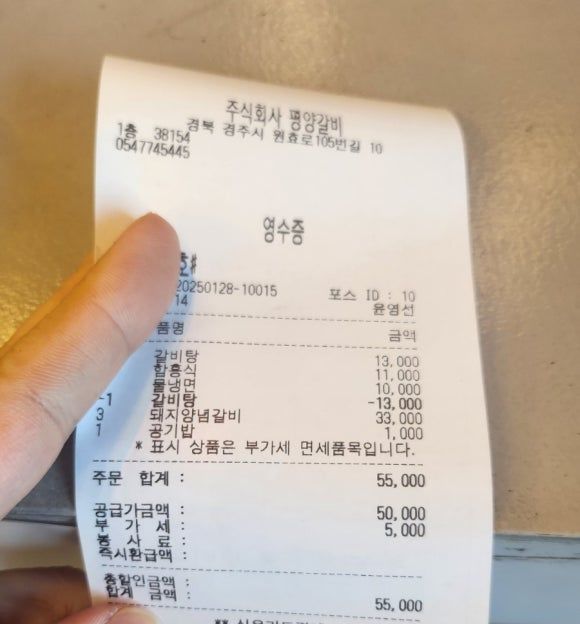 주식회사 평양갈비
경북 경주시 원효로105번길 10
1층 38154
0547745445
영수증
호#
20250128-10015 포스 ID : 10
14 윤영선
품명 금액
갈비탕 13,000
함흥식 11,000
물냉면 10,000
-1 갈비탕 -13,000
3 돼지양념갈비 33,000
1 공기밥 1,000
* 표시 상품은 부가세 면세품목입니다.
주문 합계 : 55,000
공급가금액 : 50,000
부 가 세 : 5,000
봉 사 료 :
즉시환급액 :
총할인금액 :
합계 금액 : 55,000